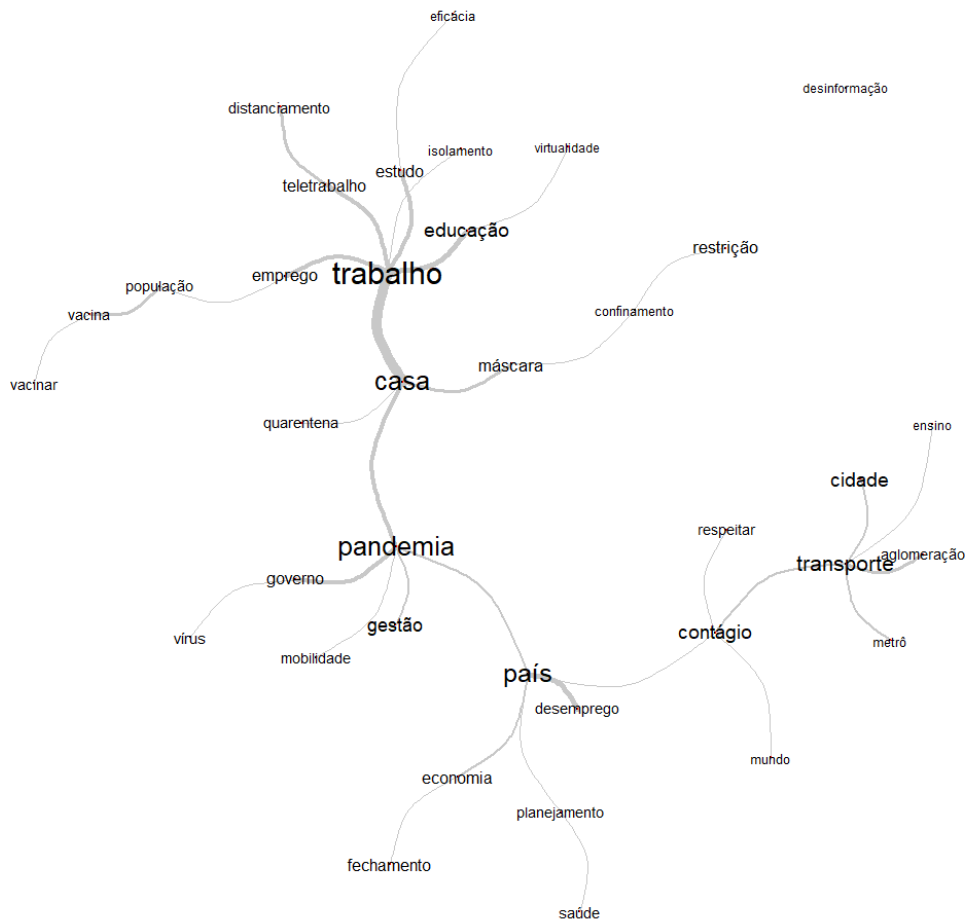 eficácia
desinformação
distanciamento
isolamento
virtualidade
estudo
teletrabalho
educação
restrição
trabalho
emprego
população
vacina
confinamento
máscara
casa
vacinar
quarentena
ensino
cidade
respeitar
pandemia
aglomeração
transporte
governo
gestão
contágio
vírus
metrô
mobilidade
país
desemprego
mundo
economia
planejamento
fechamento
saúde